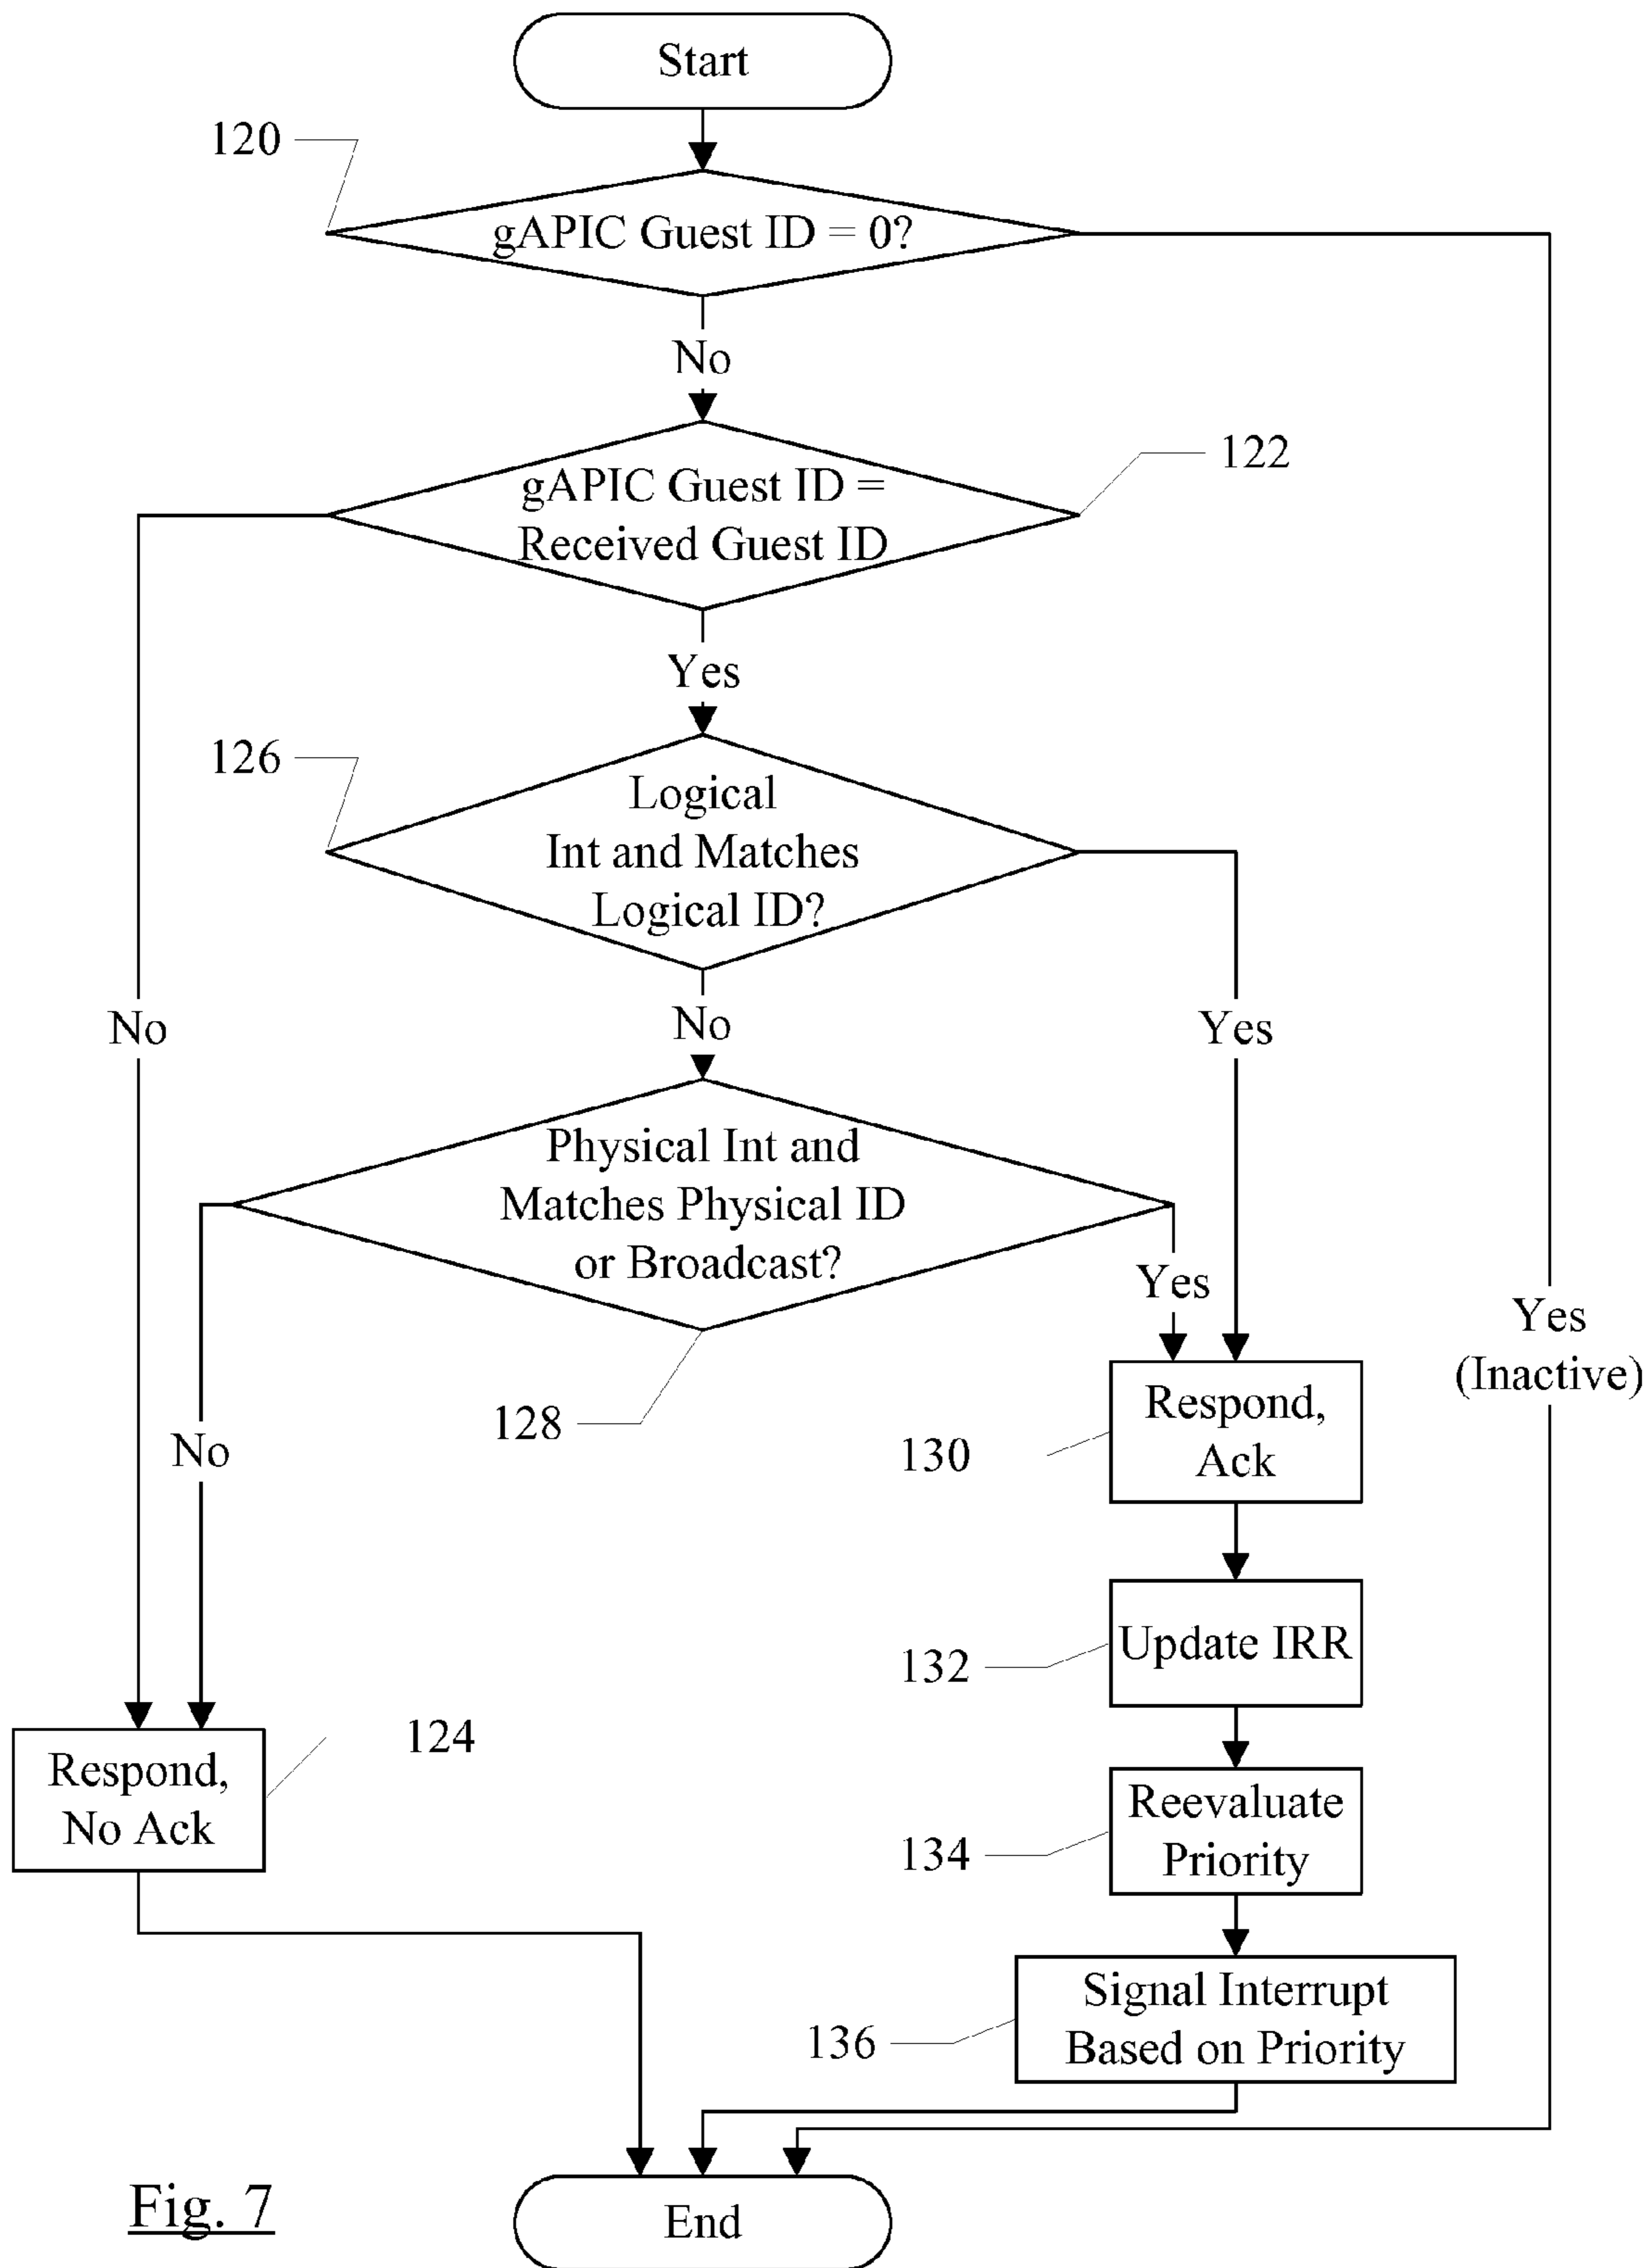 Start
120
gAPIC Guest ID = 0?
No
122
gAPIC Guest ID =
Received Guest ID
Yes
126
Logical
Int and Matches
Logical ID?
No
No
Yes
Physical Int and
Matches Physical ID
or Broadcast?
Yes
Yes
(Inactive)
128
No
Respond,
Ack
130
Update IRR
132
124
Respond,
No Ack
Reevaluate
Priority
134
Signal Interrupt
Based on Priority
136
Fig. 7
End